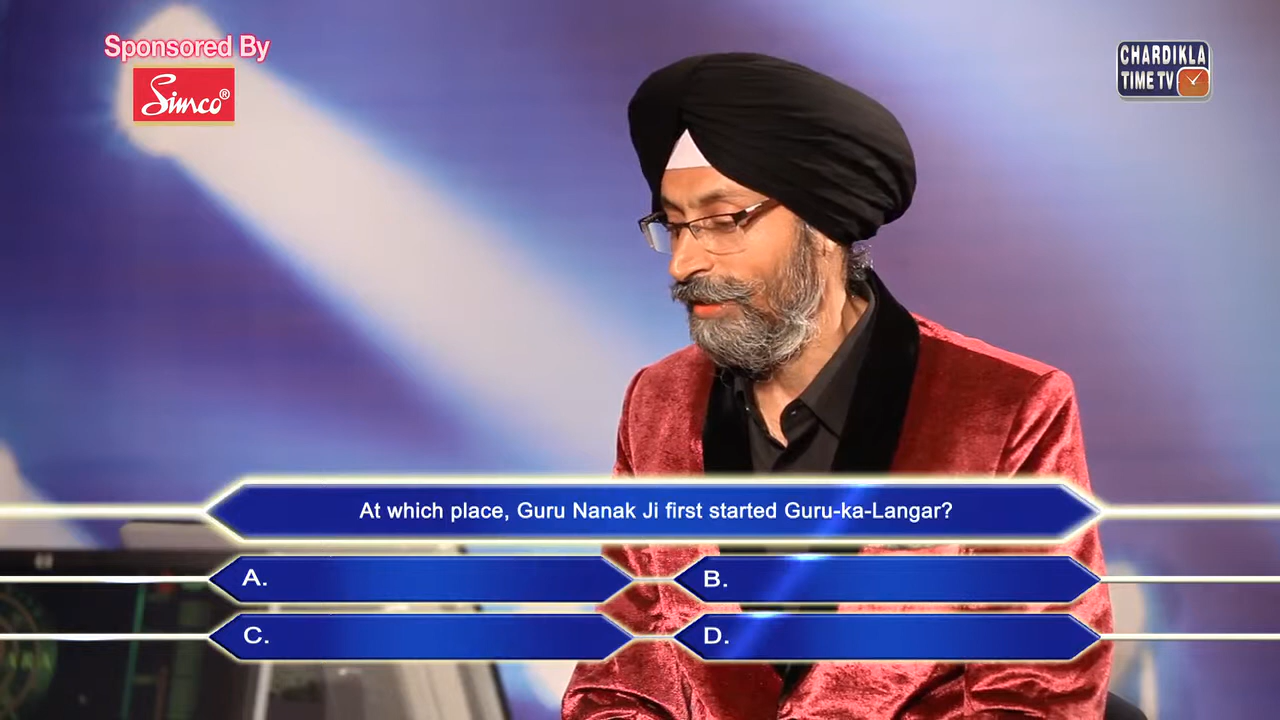 Sponsored By
Simco®
CHARDIKLA
TIME TV
At which place, Guru Nanak Ji first started Guru-ka-Langar?
A.
B.
C.
D.